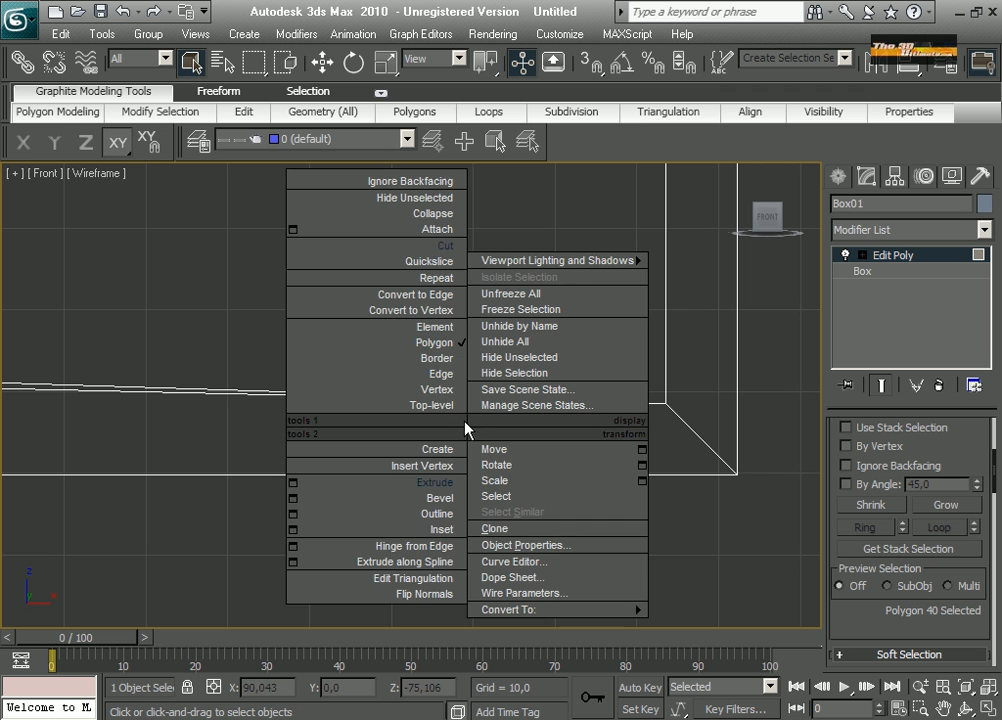 Autodesk 3ds Max 2010 - Unregistered Version Untitled
Type a keyword or phrase
Edit Tools Group Views Create Modifiers Animation Graph Editors Rendering Customize MAXScript Help
All
View
Create Selection Se
The 3D
Graphite Modeling Tools Freeform Selection
Polygon Modeling Modify Selection Edit Geometry (All) Polygons Loops Subdivision Triangulation Align Visibility Properties
X Y Z XY XY
0 (default)
[ + ] [ Front ] [ Wireframe ]
FRONT
Ignore Backfacing
Hide Unselected
Collapse
Attach
Cut
Quickslice
Repeat
Convert to Edge
Convert to Vertex
Element
Polygon
Border
Edge
Vertex
Top-level
tools 1
tools 2
Create
Insert Vertex
Extrude
Bevel
Outline
Inset
Hinge from Edge
Extrude along Spline
Edit Triangulation
Flip Normals
Viewport Lighting and Shadows
Isolate Selection
Unfreeze All
Freeze Selection
Unhide by Name
Unhide All
Hide Unselected
Hide Selection
Save Scene State...
Manage Scene States...
display
transform
Move
Rotate
Scale
Select
Select Similar
Clone
Object Properties...
Curve Editor...
Dope Sheet...
Wire Parameters...
Convert To:
Box01
Modifier List
Edit Poly
Box
Use Stack Selection
By Vertex
Ignore Backfacing
By Angle: 45,0
Shrink Grow
Ring Loop
Get Stack Selection
Preview Selection
Off SubObj Multi
Polygon 40 Selected
+ Soft Selection
z
x
< 0 / 100 >
0 10 20 30 40 50 60 70 80 90 100
1 Object Sele X: 90,043 Y: 0,0 Z: -75,106 Grid = 10,0
Auto Key Selected
Welcome to M
Click or click-and-drag to select objects
Add Time Tag
Set Key Key Filters... 0